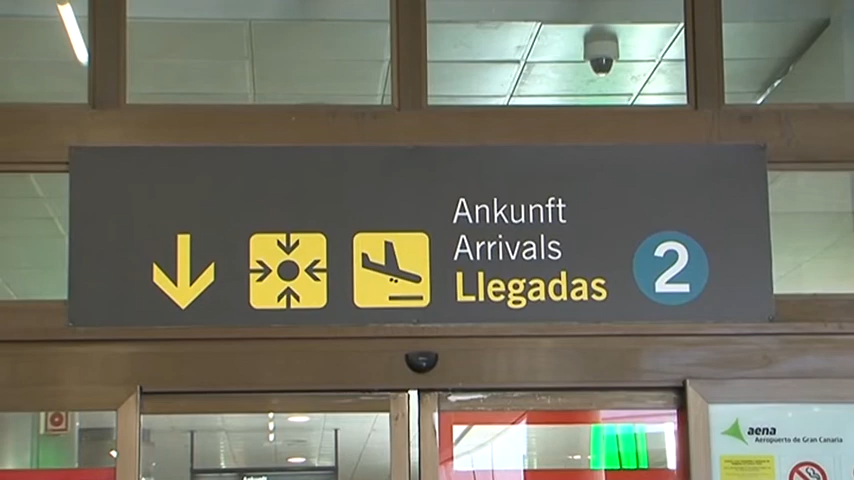 Ankunft
Arrivals
Llegadas
2
aena
Aeropuerto de Gran Canaria